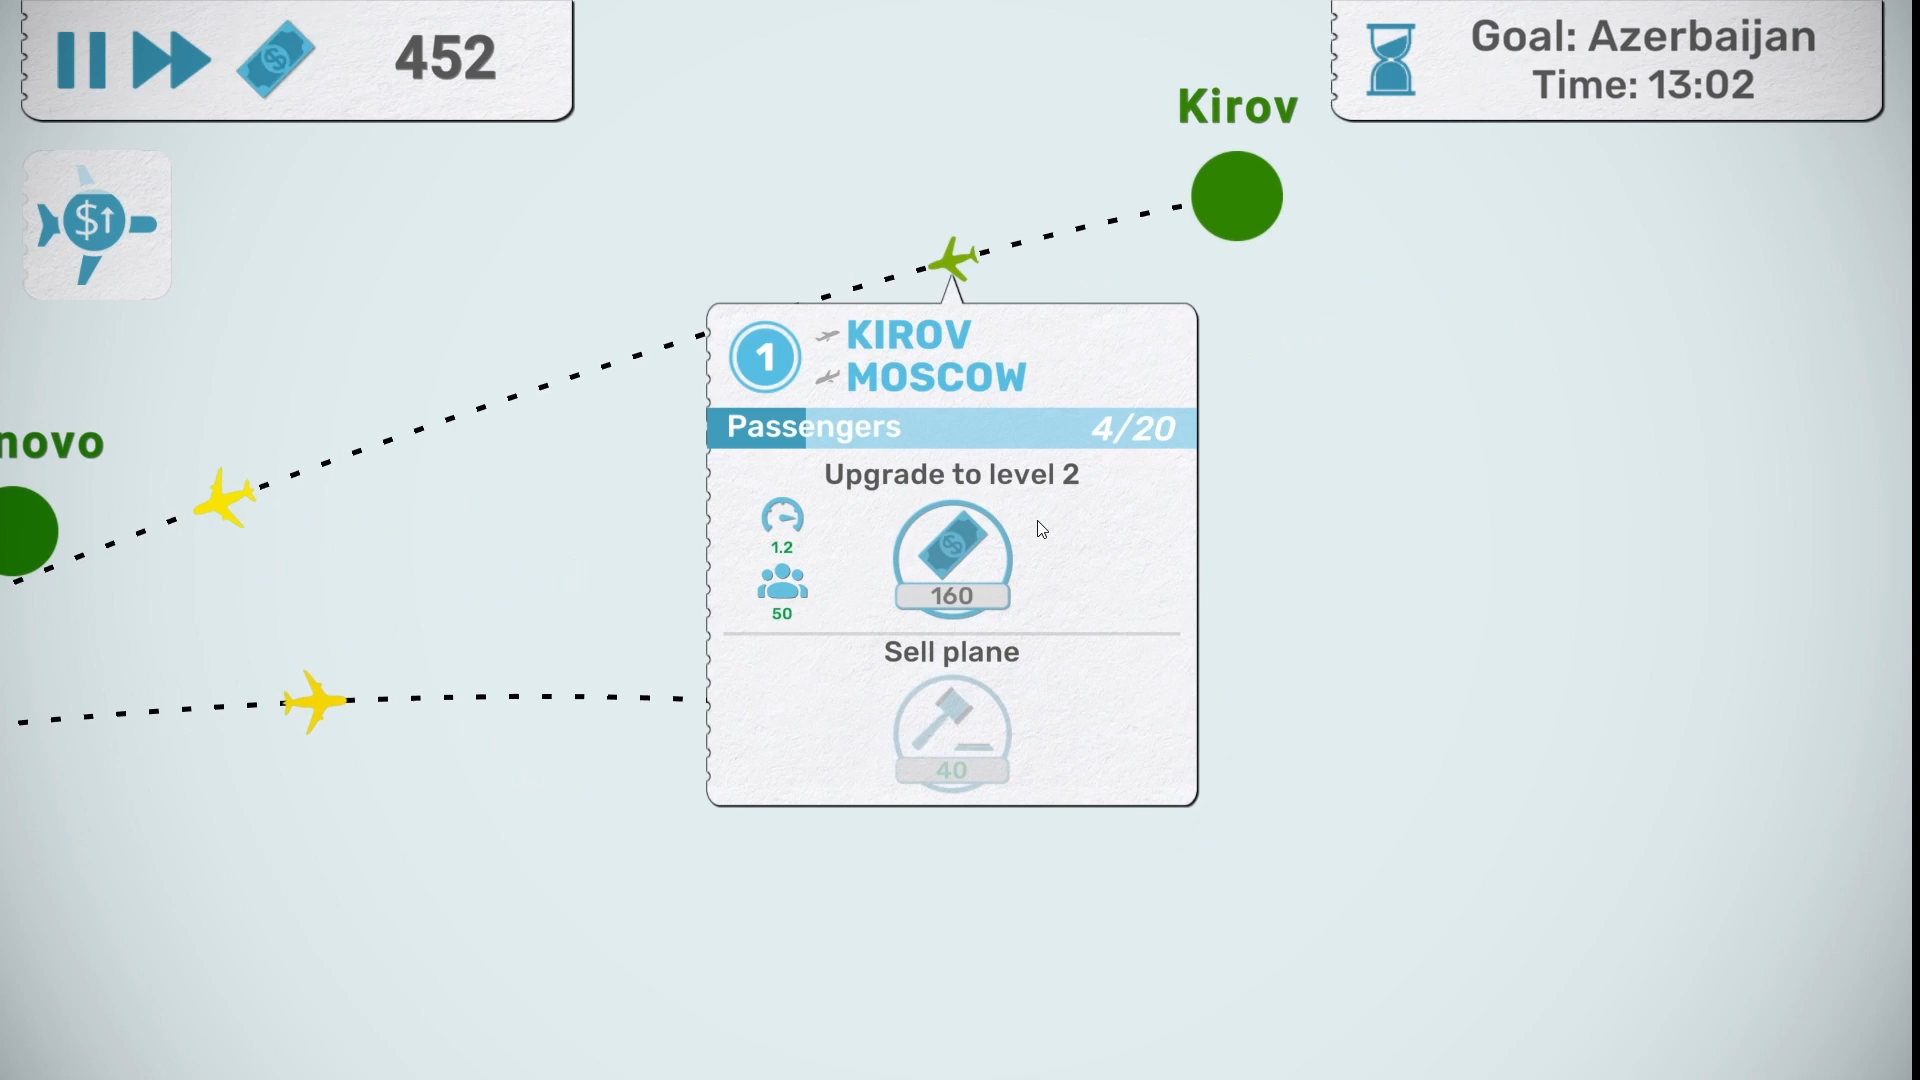 452
Goal: Azerbaijan
Time: 13:02
Kirov
$↑
novo
1
KIROV
MOSCOW
Passengers 4/20
Upgrade to level 2
1.2
50
160
Sell plane
40